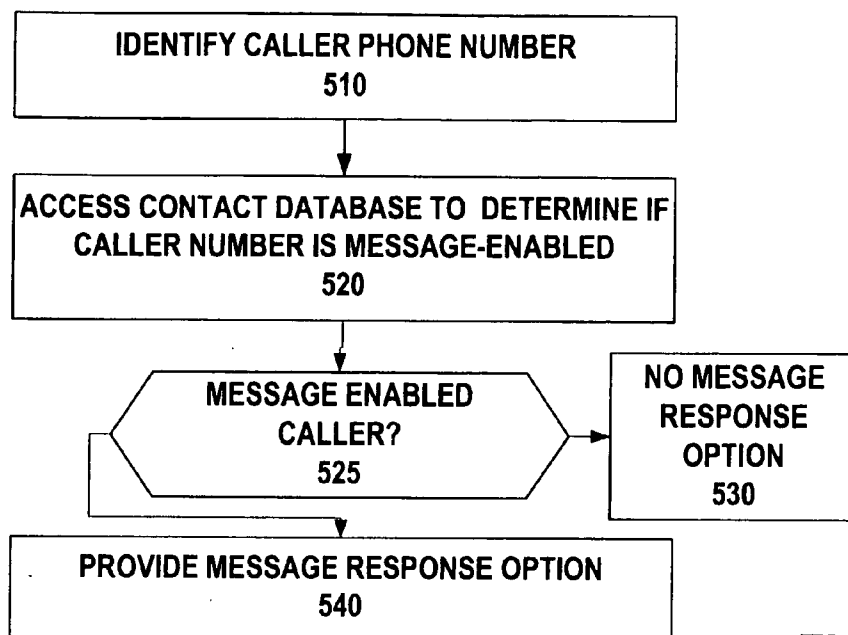 IDENTIFY CALLER PHONE NUMBER
510
ACCESS CONTACT DATABASE TO DETERMINE IF
CALLER NUMBER IS MESSAGE-ENABLED
520
MESSAGE ENABLED
CALLER?
525
NO MESSAGE
RESPONSE
OPTION
530
PROVIDE MESSAGE RESPONSE OPTION
540